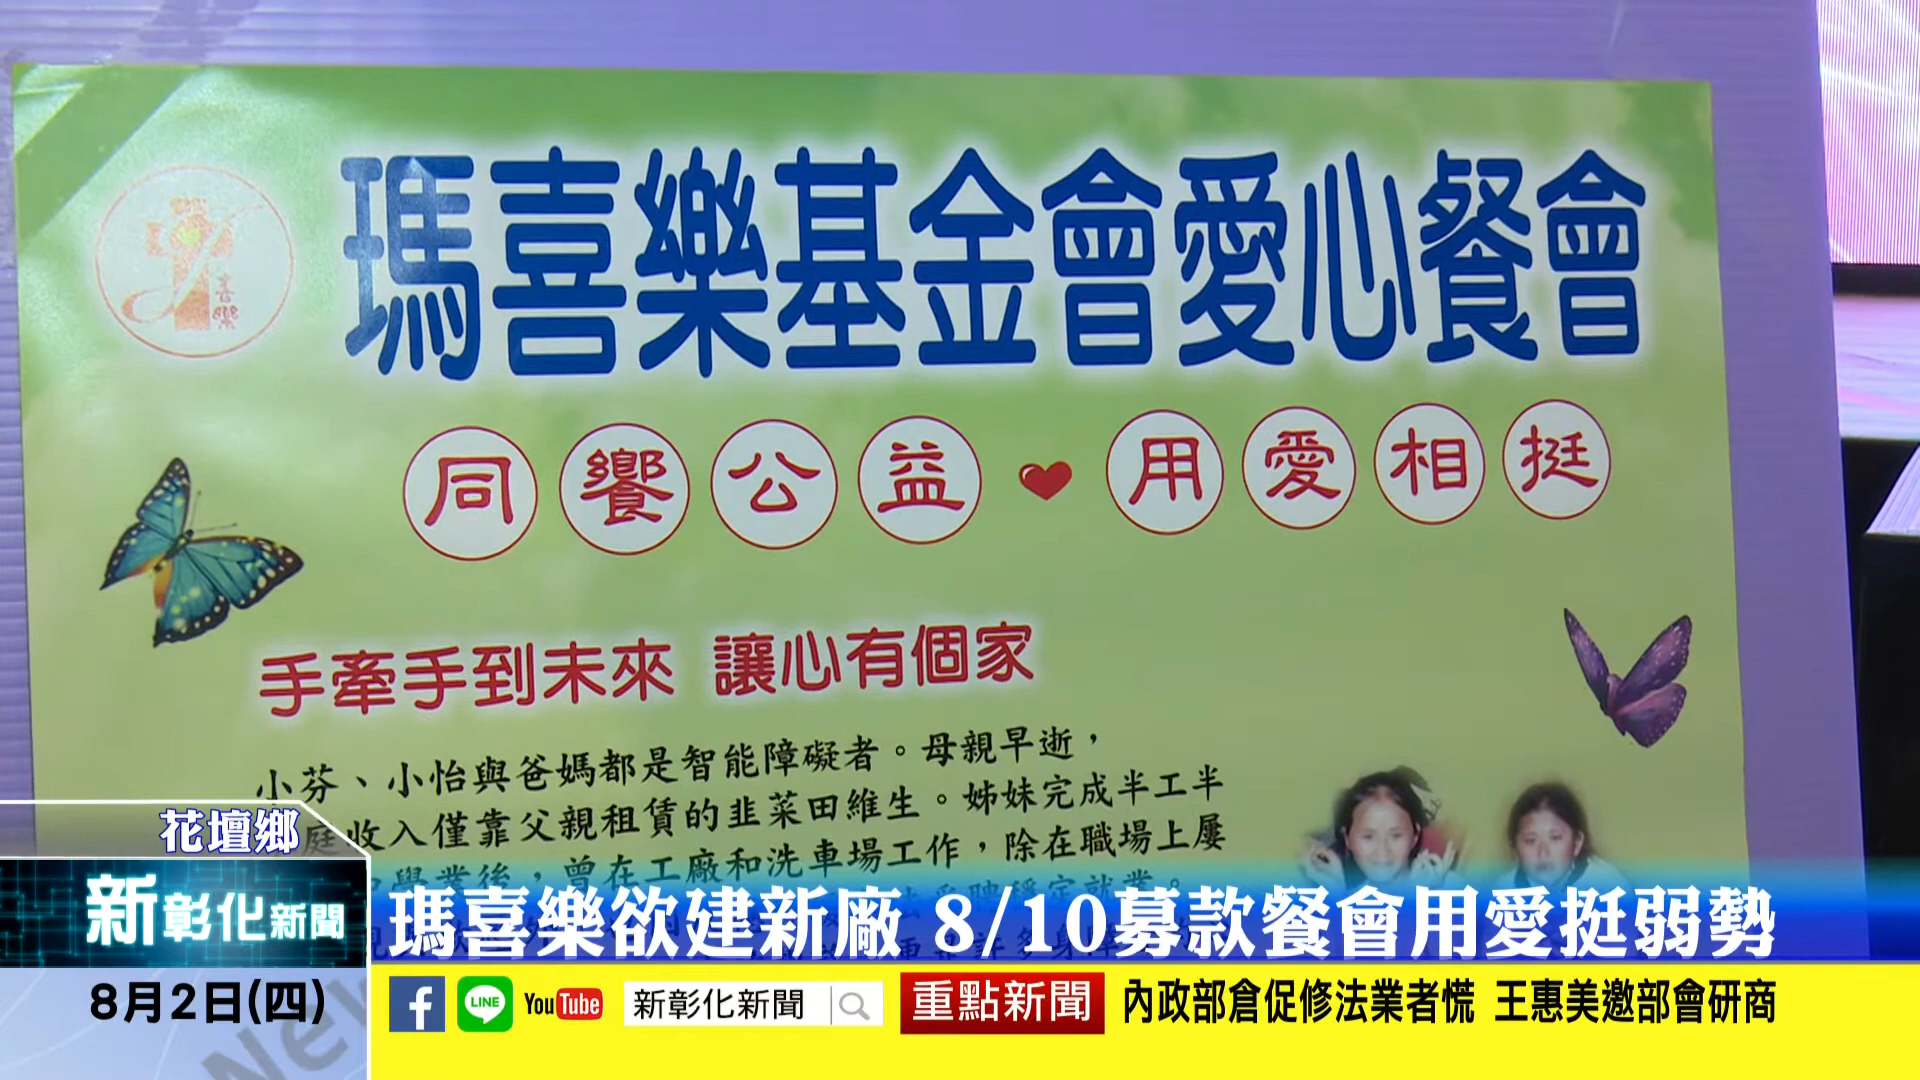 瑪喜樂基金會愛心餐會
喜樂
同饗公益 用愛相挺
手牽手到未來 讓心有個家
小芬、小怡與爸媽都是智能障礙者。母親早逝,
庭收入僅靠父親租賃的韭菜田維生。姊妹完成半工半
學業後,曾在工廠和洗車場工作,除在職場上屢
花壇鄉
新彰化新聞
瑪喜樂欲建新廠 8/10募款餐會用愛挺弱勢
8月2日(四)
f LINE YouTube 新彰化新聞 重點新聞 內政部倉促修法業者慌 王惠美邀部會研商